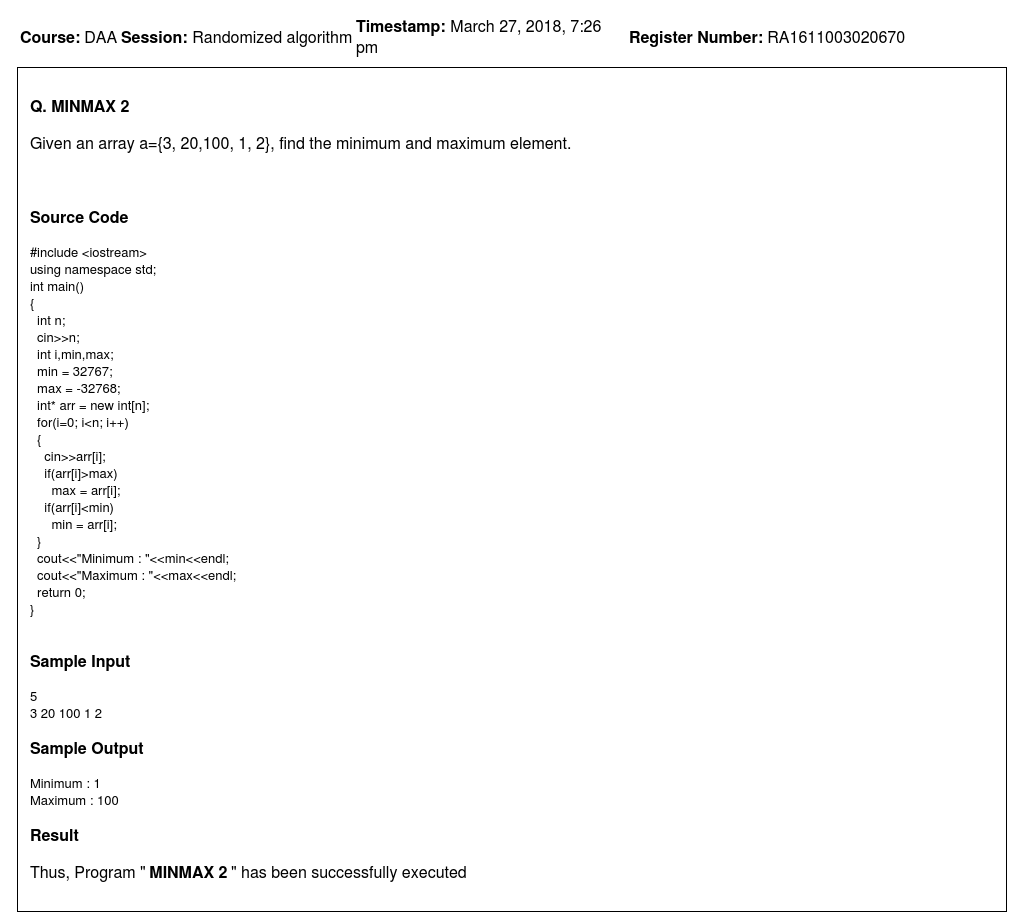 Course: DAA Session: Randomized algorithm Timestamp: March 27, 2018, 7:26 pm Register Number: RA1611003020670
Q. MINMAX 2
Given an array a={3, 20,100, 1, 2}, find the minimum and maximum element.
Source Code
#include <iostream>
using namespace std;
int main()
{
  int n;
  cin>>n;
  int i,min,max;
  min = 32767;
  max = -32768;
  int* arr = new int[n];
  for(i=0; i<n; i++)
  {
    cin>>arr[i];
    if(arr[i]>max)
      max = arr[i];
    if(arr[i]<min)
      min = arr[i];
  }
  cout<<"Minimum : "<<min<<endl;
  cout<<"Maximum : "<<max<<endl;
  return 0;
}
Sample Input
5
3 20 100 1 2
Sample Output
Minimum : 1
Maximum : 100
Result
Thus, Program " MINMAX 2 " has been successfully executed